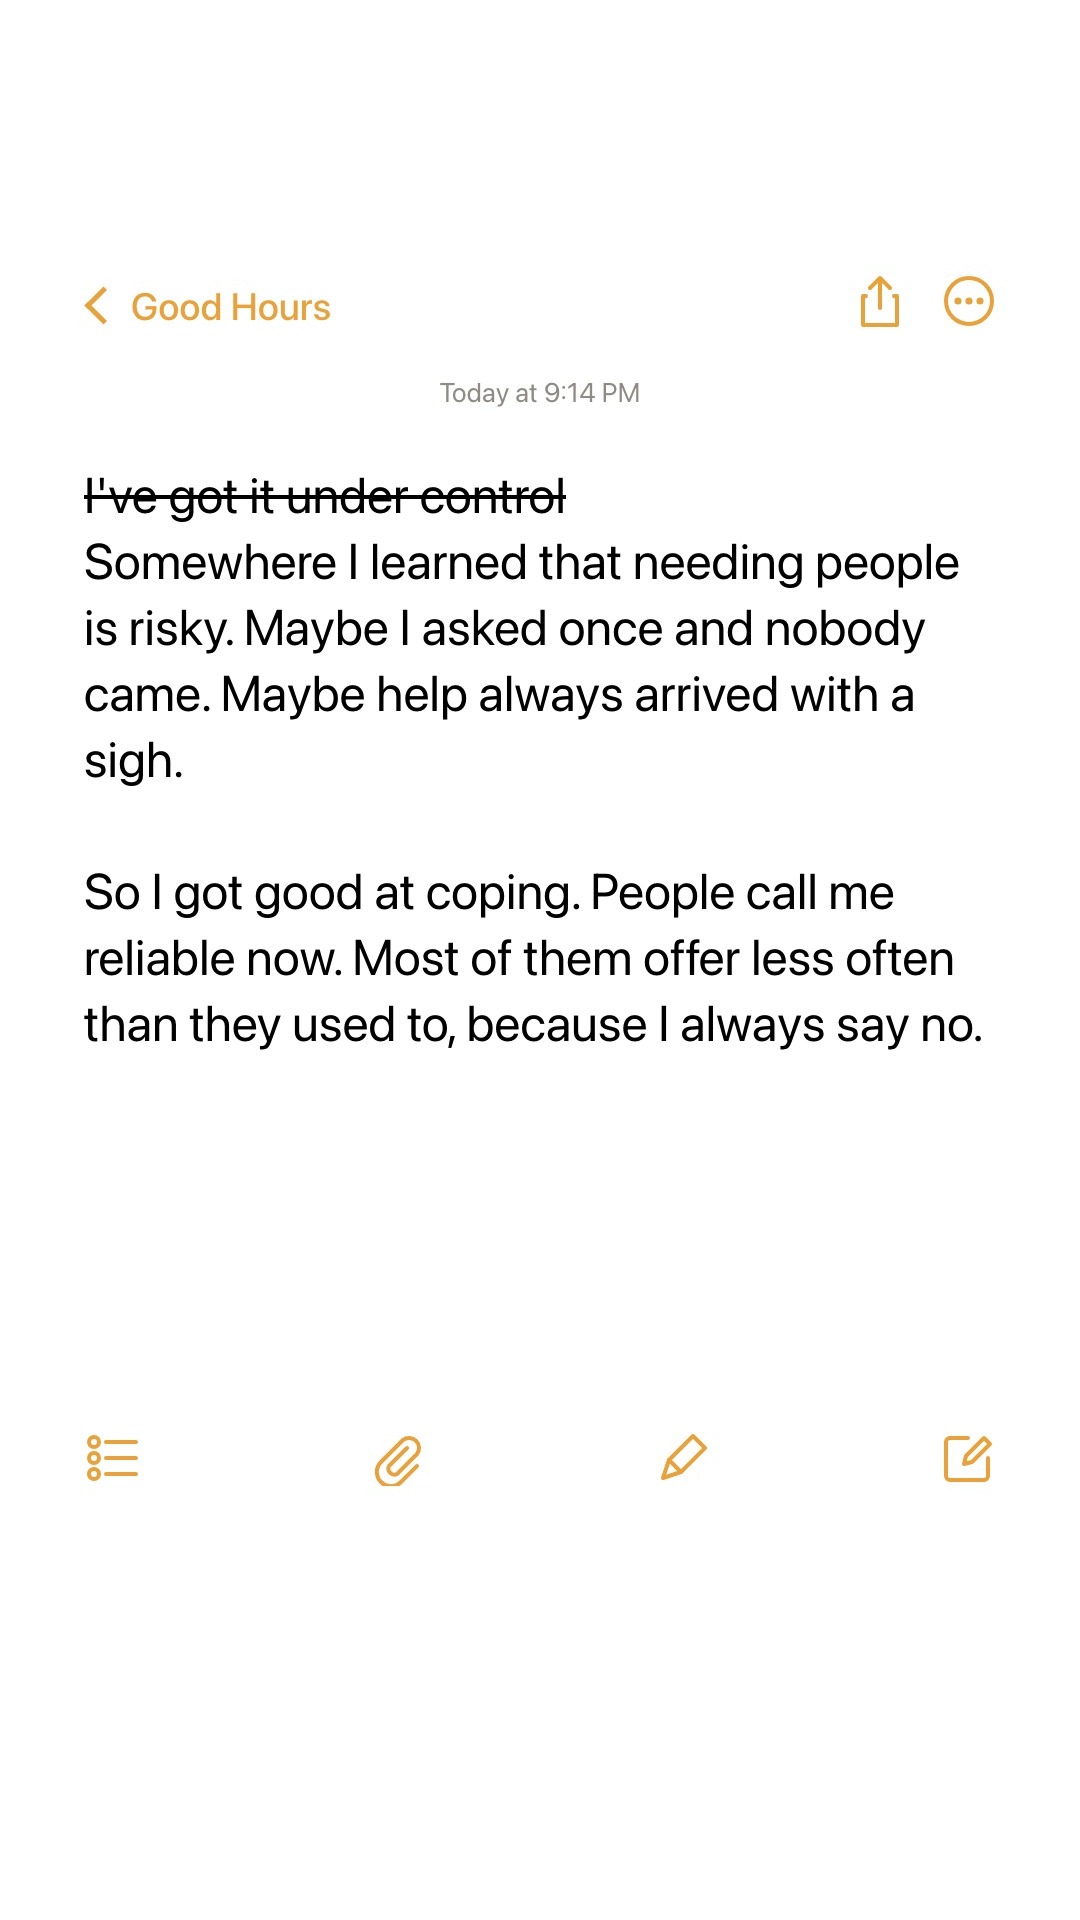 Good Hours
Today at 9:14 PM
I've got it under control
Somewhere I learned that needing people
is risky. Maybe I asked once and nobody
came. Maybe help always arrived with a
sigh.
So I got good at coping. People call me
reliable now. Most of them offer less often
than they used to, because I always say no.